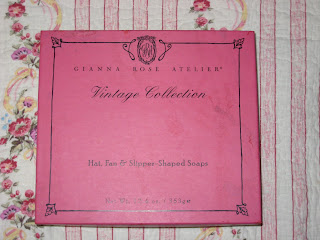 GIANNA ROSE ATELIER®
Vintage Collection
Hat, Fan & Slipper-Shaped Soaps